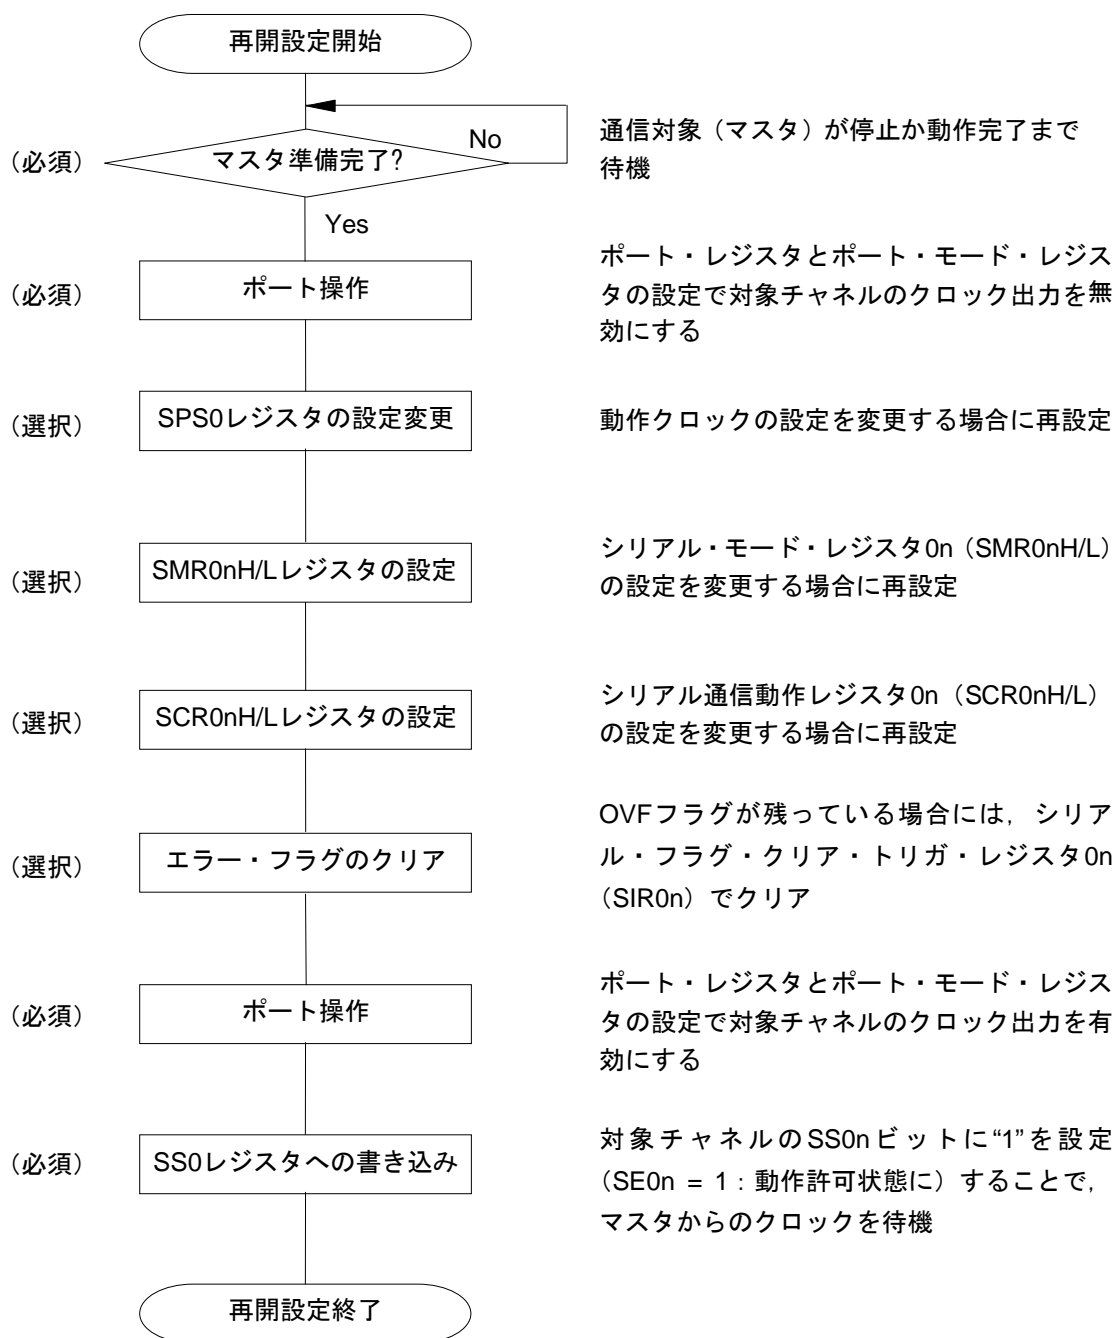 再開設定開始
No
通信対象（マスタ）が停止か動作完了まで
待機
（必須）
マスタ準備完了?
Yes
（必須）
ポート操作
ポート・レジスタとポート・モード・レジス
タの設定で対象チャネルのクロック出力を無
効にする
（選択）
SPS0レジスタの設定変更
動作クロックの設定を変更する場合に再設定
（選択）
SMR0nH/Lレジスタの設定
シリアル・モード・レジスタ0n（SMR0nH/L）
の設定を変更する場合に再設定
（選択）
SCR0nH/Lレジスタの設定
シリアル通信動作レジスタ0n（SCR0nH/L）
の設定を変更する場合に再設定
（選択）
エラー・フラグのクリア
OVFフラグが残っている場合には，シリア
ル・フラグ・クリア・トリガ・レジスタ0n
（SIR0n）でクリア
（必須）
ポート操作
ポート・レジスタとポート・モード・レジス
タの設定で対象チャネルのクロック出力を有
効にする
（必須）
SS0レジスタへの書き込み
対象チャネルのSS0nビットに“1”を設定
（SE0n = 1：動作許可状態に）することで，
マスタからのクロックを待機
再開設定終了